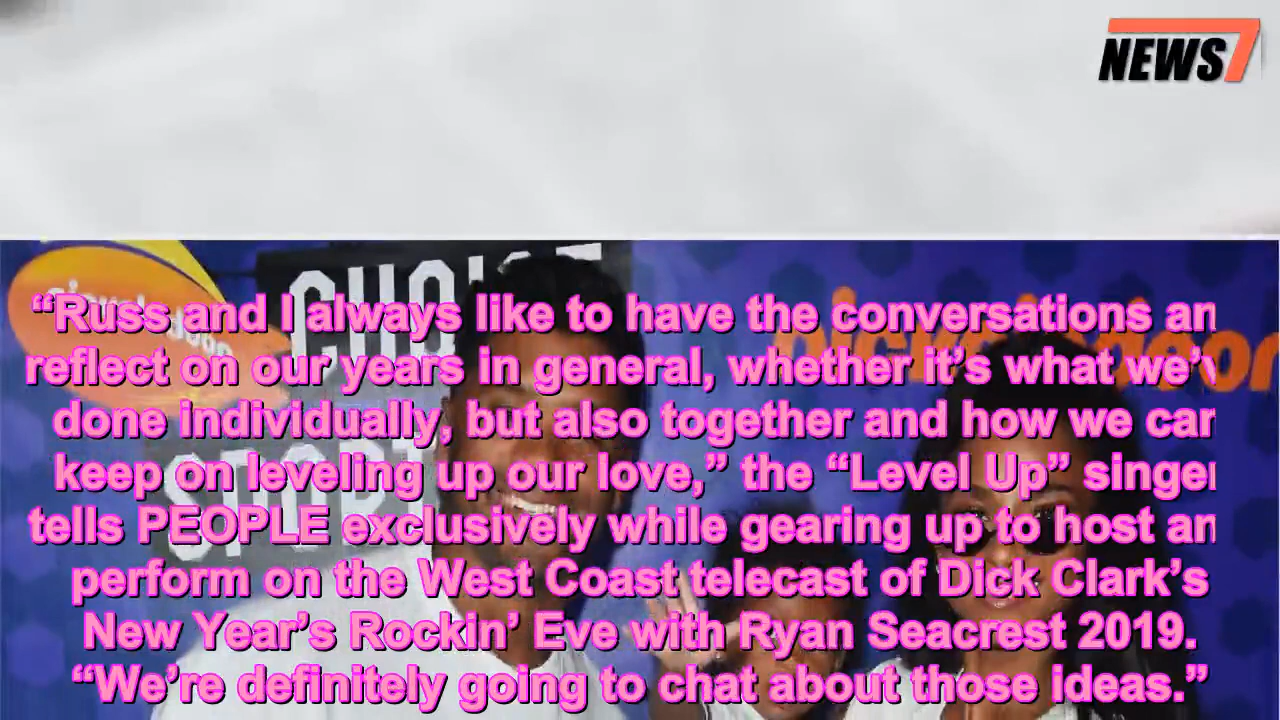 NEWS7
CHOICE
nickelodeon
nickelodeon
“Russ and I always like to have the conversations an
reflect on our years in general, whether it’s what we’v
done individually, but also together and how we can
keep on leveling up our love,” the “Level Up” singer
tells PEOPLE exclusively while gearing up to host an
perform on the West Coast telecast of Dick Clark’s
New Year’s Rockin’ Eve with Ryan Seacrest 2019.
“We’re definitely going to chat about those ideas.”